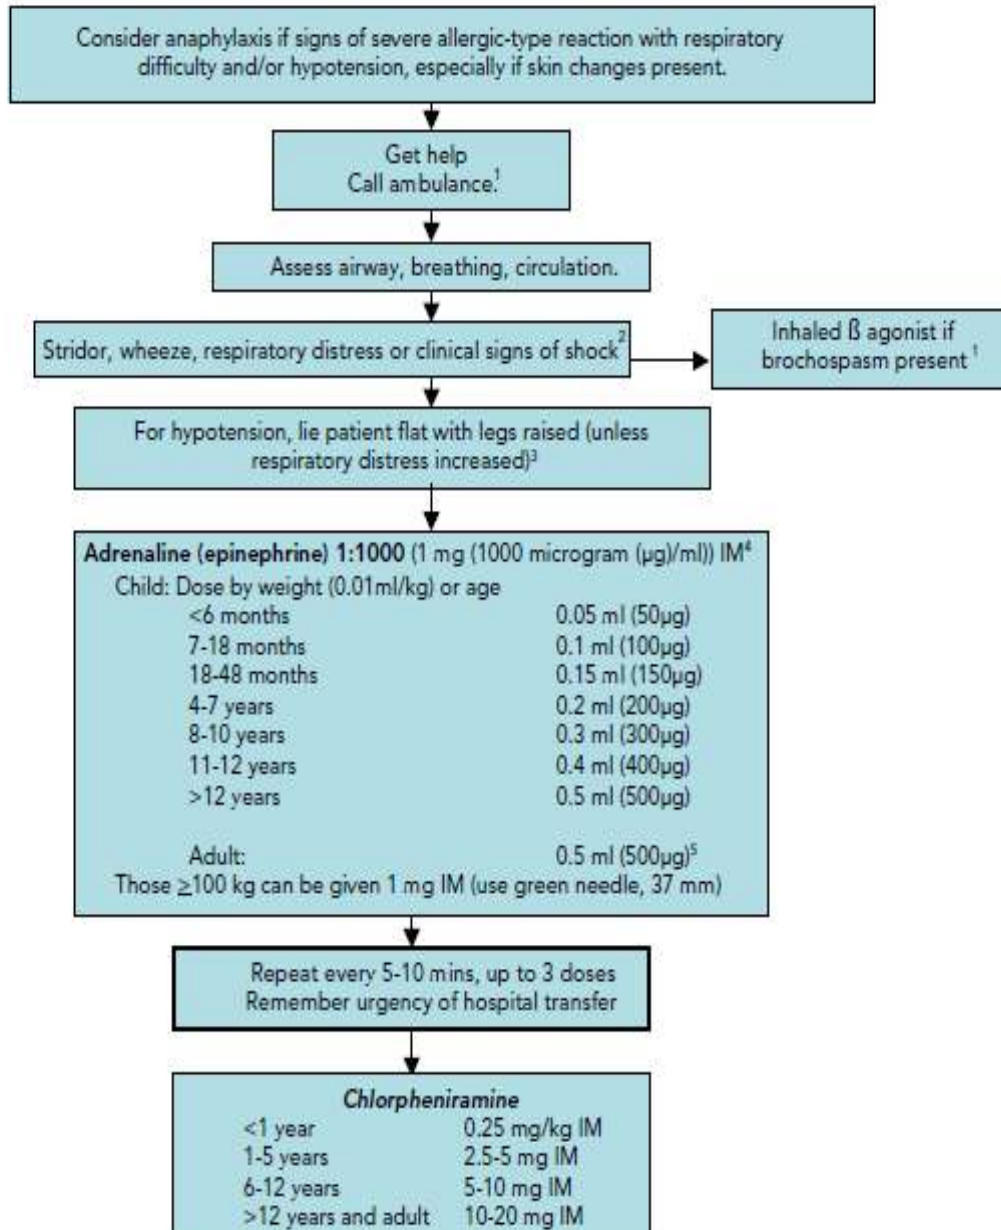 Consider anaphylaxis if signs of severe allergic-type reaction with respiratory
difficulty and/or hypotension, especially if skin changes present.
Get help
Call ambulance.1
Assess airway, breathing, circulation.
Stridor, wheeze, respiratory distress or clinical signs of shock2
Inhaled ß agonist if
brochospasm present 1
For hypotension, lie patient flat with legs raised (unless
respiratory distress increased)3
Adrenaline (epinephrine) 1:1000 (1 mg (1000 microgram (µg)/ml)) IM4
Child: Dose by weight (0.01ml/kg) or age
<6 months 0.05 ml (50µg)
7-18 months 0.1 ml (100µg)
18-48 months 0.15 ml (150µg)
4-7 years 0.2 ml (200µg)
8-10 years 0.3 ml (300µg)
11-12 years 0.4 ml (400µg)
>12 years 0.5 ml (500µg)
Adult: 0.5 ml (500µg)5
Those ≥100 kg can be given 1 mg IM (use green needle, 37 mm)
Repeat every 5-10 mins, up to 3 doses
Remember urgency of hospital transfer
Chlorpheniramine
<1 year 0.25 mg/kg IM
1-5 years 2.5-5 mg IM
6-12 years 5-10 mg IM
>12 years and adult 10-20 mg IM